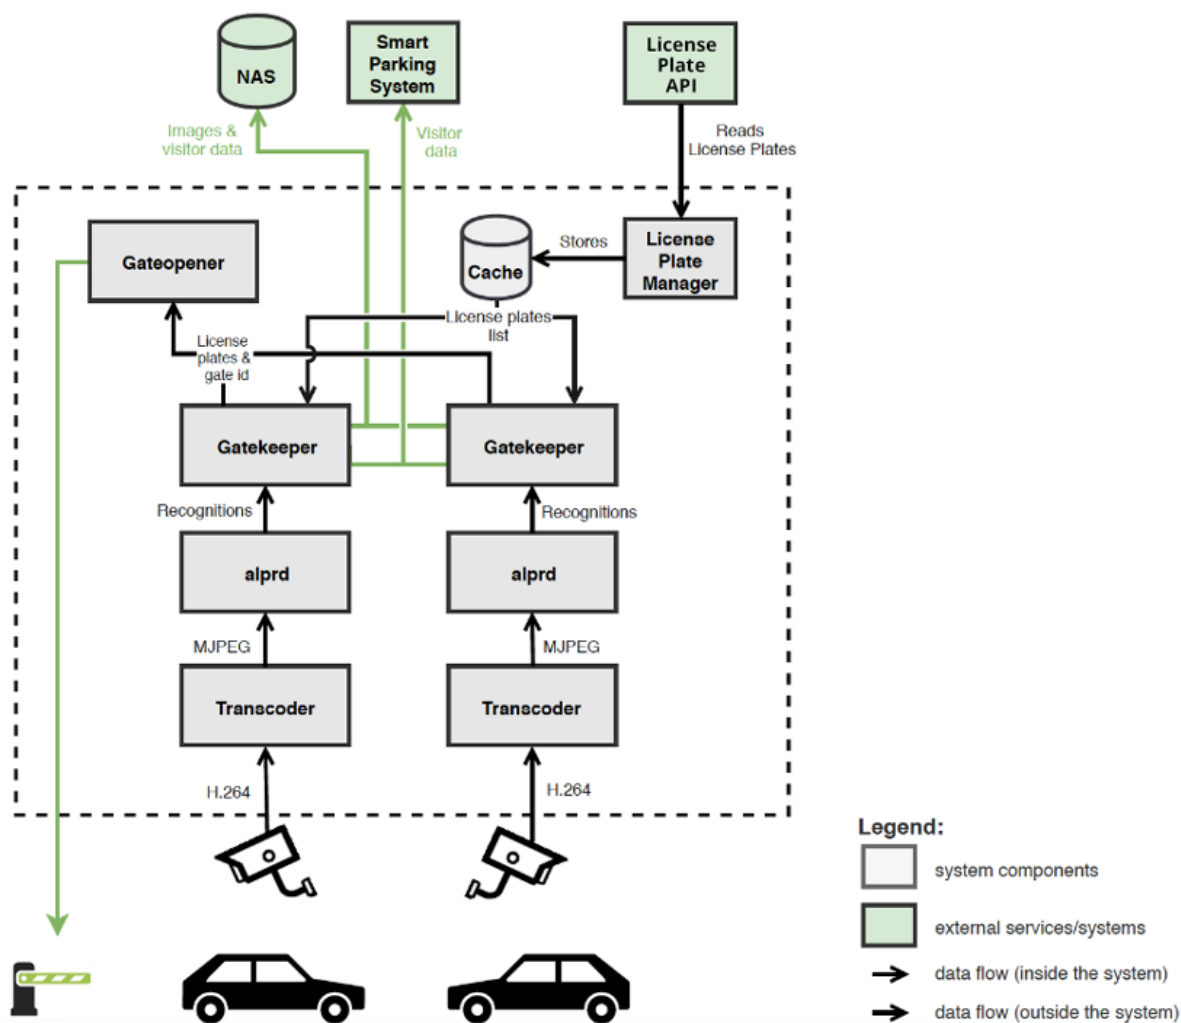 NAS
Smart
Parking
System
License
Plate
API
Images &
visitor data
Visitor
data
Reads
License Plates
Gateopener
Cache
Stores
License
Plate
Manager
License plates
list
License
plates &
gate id
Gatekeeper
Gatekeeper
Recognitions
Recognitions
alprd
alprd
MJPEG
MJPEG
Transcoder
Transcoder
H.264
H.264
Legend:
system components
external services/systems
data flow (inside the system)
data flow (outside the system)